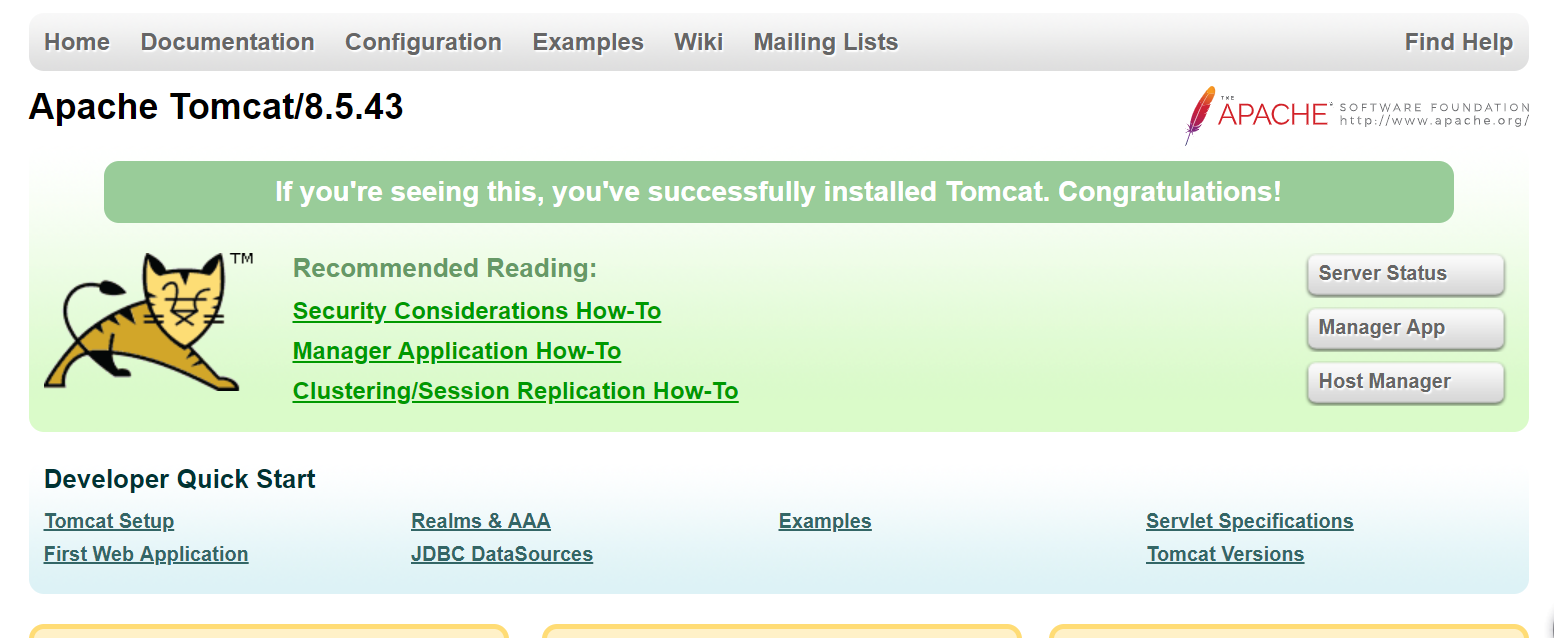 Home Documentation Configuration Examples Wiki Mailing Lists Find Help
Apache Tomcat/8.5.43
THE APACHE® SOFTWARE FOUNDATION
http://www.apache.org/
If you're seeing this, you've successfully installed Tomcat. Congratulations!
TM
Recommended Reading:
Security Considerations How-To
Manager Application How-To
Clustering/Session Replication How-To
Server Status
Manager App
Host Manager
Developer Quick Start
Tomcat Setup Realms & AAA Examples Servlet Specifications
First Web Application JDBC DataSources Tomcat Versions